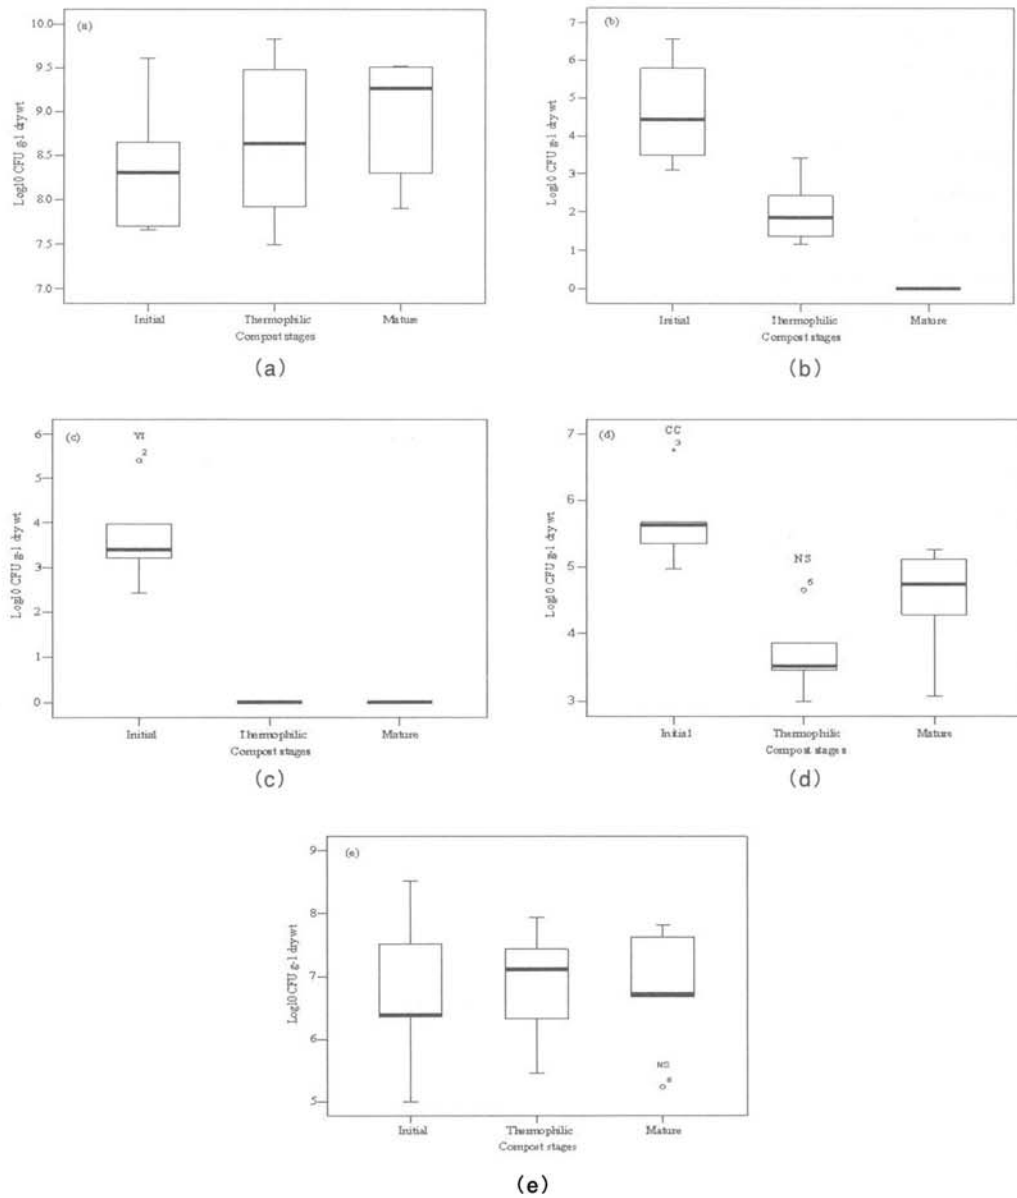 (a)
10.0
9.5
9.0
8.5
8.0
7.5
7.0
Log10 CFU g-1 dry wt
Initial Thermophilic Mature
Compost stages
(a)
(b)
7
6
5
4
3
2
1
0
Log10 CFU g-1 dry wt
Initial Thermophilic Mature
Compost stages
(b)
(c)
6
5
4
3
2
1
0
VI
2
Log10 CFU g-1 dry wt
Initial Thermophilic Mature
Compost stages
(c)
(d)
7
6
5
4
3
CC
3
NS
6
Log10 CFU g-1 dry wt
Initial Thermophilic Mature
Compost stages
(d)
(e)
9
8
7
6
5
NS
Log10 CFU g-1 dry wt
Initial Thermophilic Mature
Compost stages
(e)